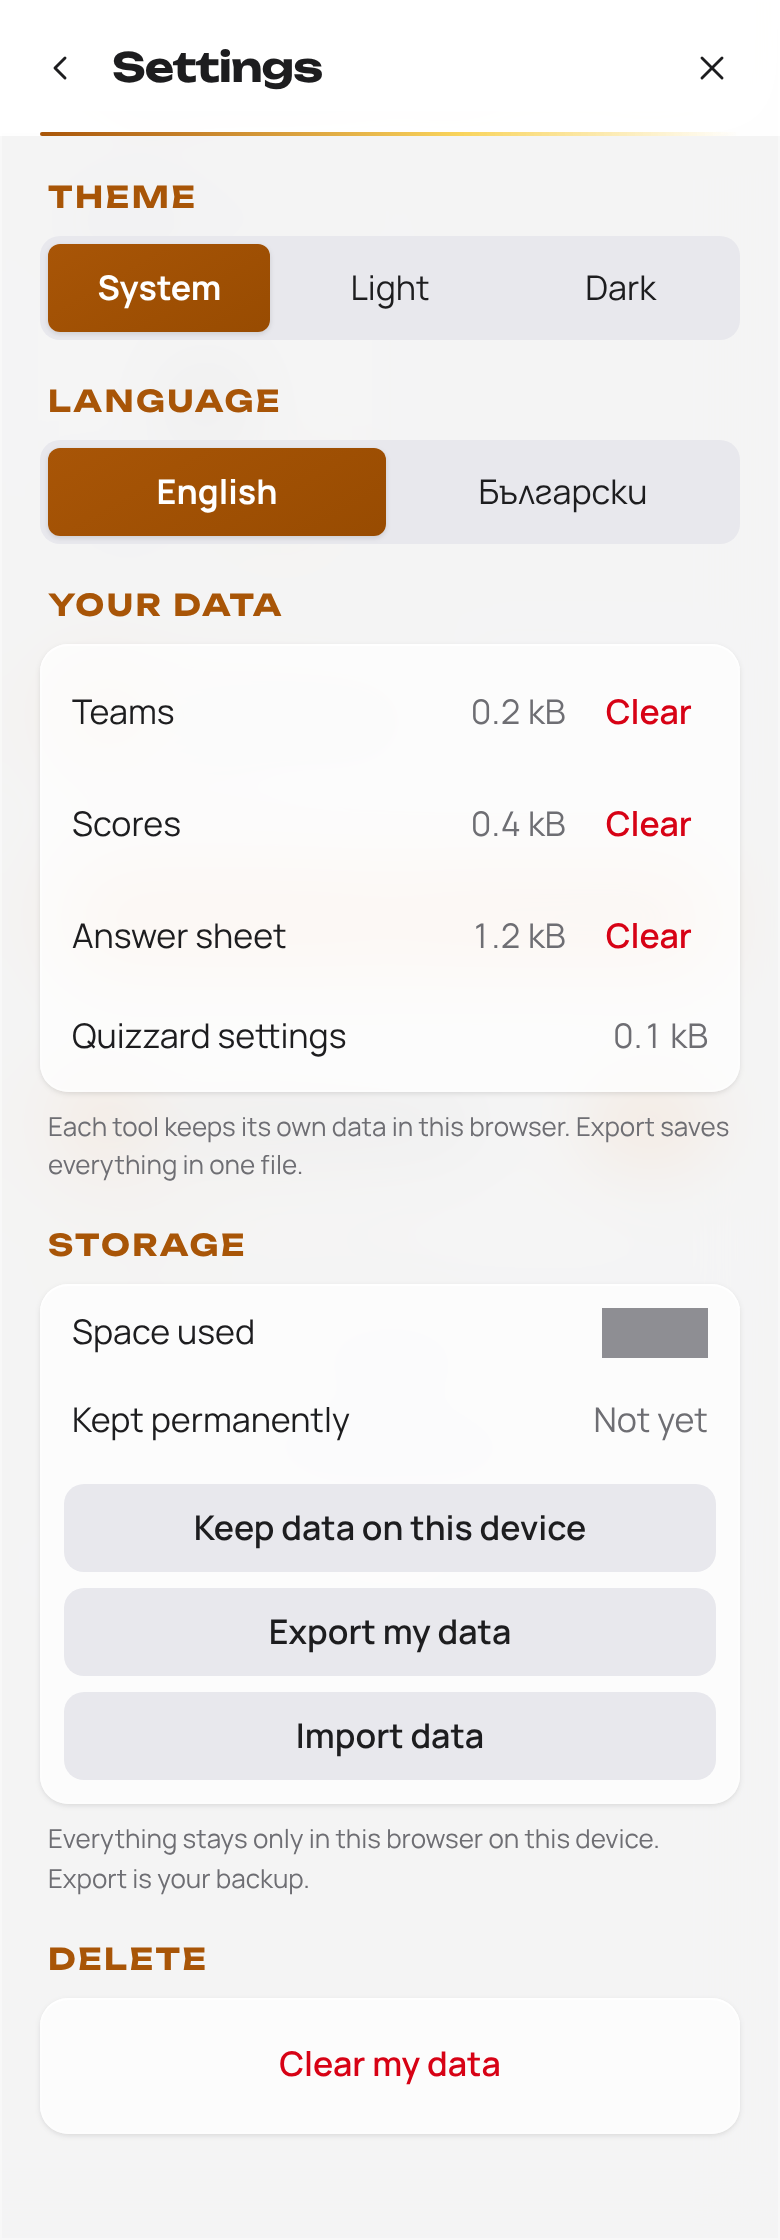 Settings
THEME
System
Light
Dark
LANGUAGE
English
Български
YOUR DATA
Teams 0.2 kB Clear
Scores 0.4 kB Clear
Answer sheet 1.2 kB Clear
Quizzard settings 0.1 kB
Each tool keeps its own data in this browser. Export saves
everything in one file.
STORAGE
Space used
Kept permanently Not yet
Keep data on this device
Export my data
Import data
Everything stays only in this browser on this device.
Export is your backup.
DELETE
Clear my data